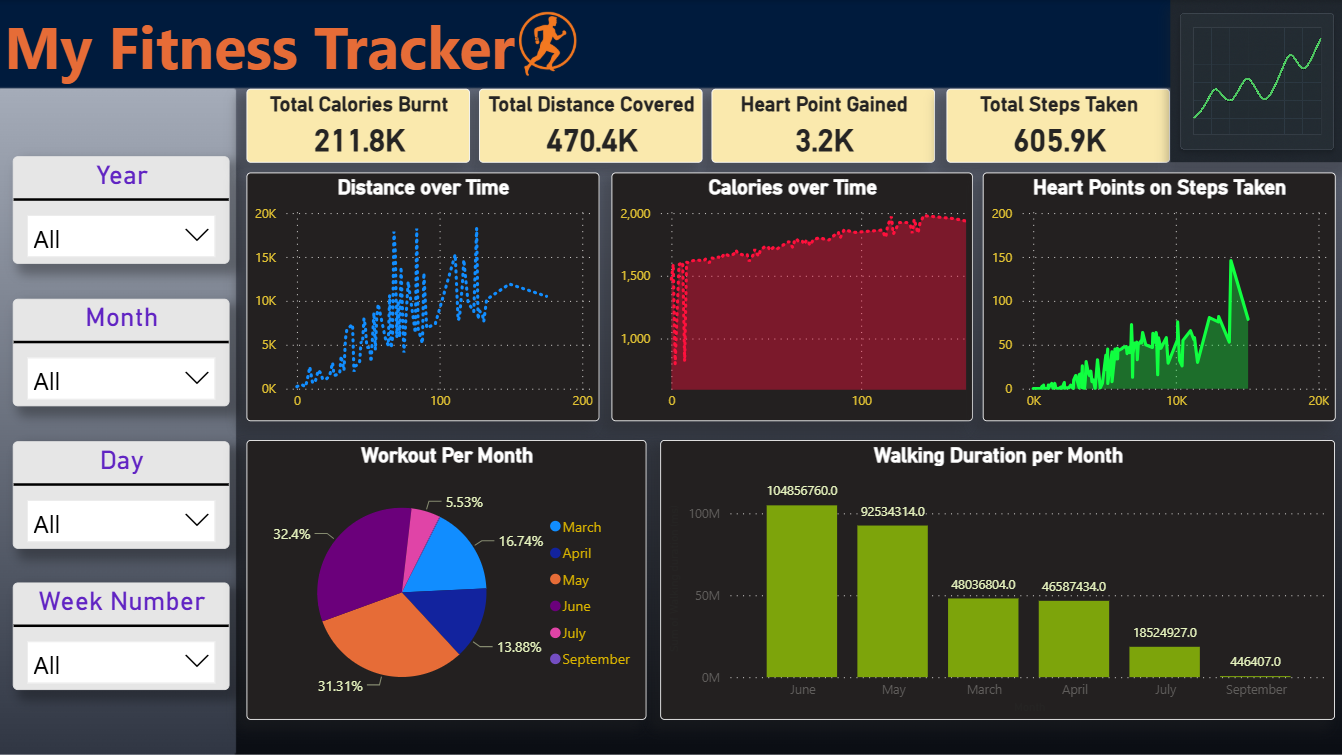 My Fitness Tracker
Total Calories Burnt
211.8K
Total Distance Covered
470.4K
Heart Point Gained
3.2K
Total Steps Taken
605.9K
Year
All
Month
All
Day
All
Week Number
All
Distance over Time
20K
15K
10K
5K
0K
0
100
200
Calories over Time
2,000
1,500
1,000
0
100
Heart Points on Steps Taken
200
150
100
50
0
0K
10K
20K
Workout Per Month
5.53%
16.74%
13.88%
31.31%
32.4%
March
April
May
June
July
September
Walking Duration per Month
100M
50M
0M
104856760.0
92534314.0
48036804.0
46587434.0
18524927.0
446407.0
June
May
March
April
July
September